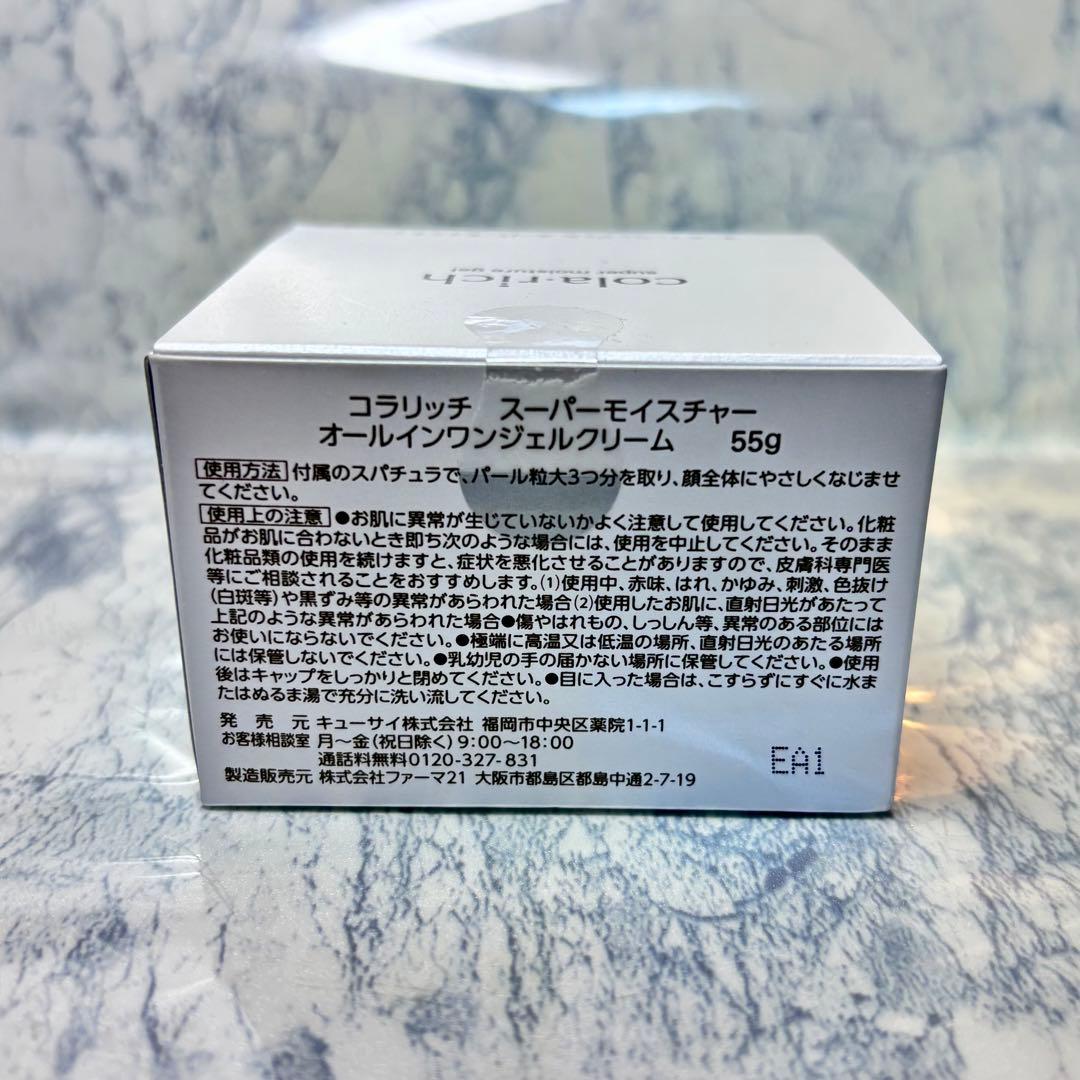 cola·rich
super moisture gel
コラリッチ　スーパーモイスチャー
オールインワンジェルクリーム　55g
使用方法 付属のスパチュラで、パール粒大3つ分を取り、顔全体にやさしくなじませ
てください。
使用上の注意 ●お肌に異常が生じていないかよく注意して使用してください。化粧
品がお肌に合わないとき即ち次のような場合には、使用を中止してください。そのまま
化粧品類の使用を続けますと、症状を悪化させることがありますので、皮膚科専門医
等にご相談されることをおすすめします。(1)使用中、赤味、はれ、かゆみ、刺激、色抜け
(白斑等)や黒ずみ等の異常があらわれた場合(2)使用したお肌に、直射日光があたって
上記のような異常があらわれた場合●傷やはれもの、しっしん等、異常のある部位には
お使いにならないでください。●極端に高温又は低温の場所、直射日光のあたる場所
には保管しないでください。●乳幼児の手の届かない場所に保管してください。●使用
後はキャップをしっかりと閉めてください。●目に入った場合は、こすらずにすぐに水ま
たはぬるま湯で充分に洗い流してください。
発　売　元 キューサイ株式会社 福岡市中央区薬院1-1-1
お客様相談室 月〜金(祝日除く) 9:00〜18:00
通話料無料0120-327-831
製造販売元 株式会社ファーマ21 大阪市都島区都島中通2-7-19
EA1